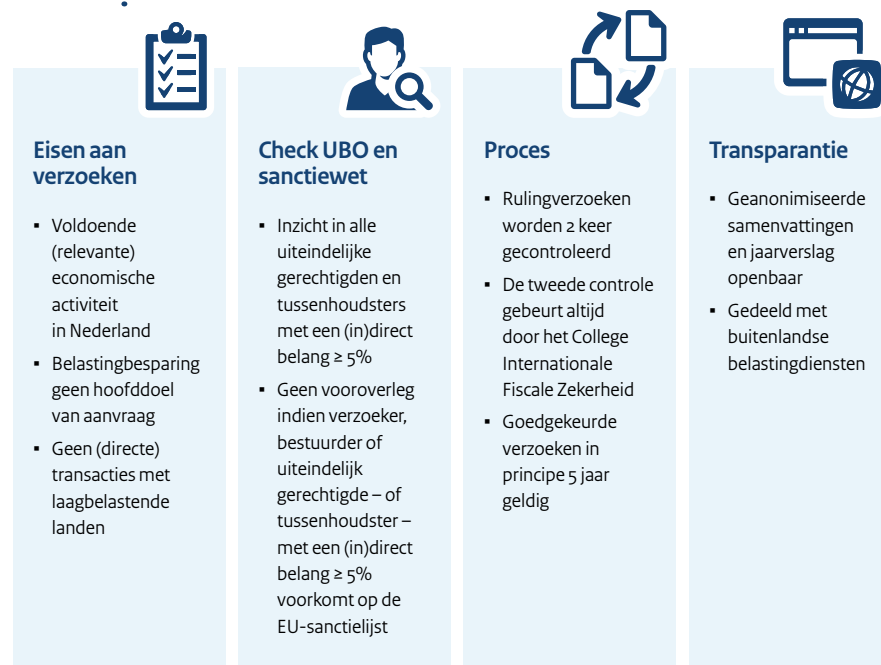 Eisen aan
verzoeken
▪ Voldoende
(relevante)
economische
activiteit
in Nederland
▪ Belastingbesparing
geen hoofddoel
van aanvraag
▪ Geen (directe)
transacties met
laagbelastende
landen
Check UBO en
sanctiewet
▪ Inzicht in alle
uiteindelijke
gerechtigden en
tussenhoudsters
met een (in)direct
belang ≥ 5%
▪ Geen vooroverleg
indien verzoeker,
bestuurder of
uiteindelijk
gerechtigde – of
tussenhoudster –
met een (in)direct
belang ≥ 5%
voorkomt op de
EU-sanctielijst
Proces
▪ Rulingverzoeken
worden 2 keer
gecontroleerd
▪ De tweede controle
gebeurt altijd
door het College
Internationale
Fiscale Zekerheid
▪ Goedgekeurde
verzoeken in
principe 5 jaar
geldig
Transparantie
▪ Geanonimiseerde
samenvattingen
en jaarverslag
openbaar
▪ Gedeeld met
buitenlandse
belastingdiensten